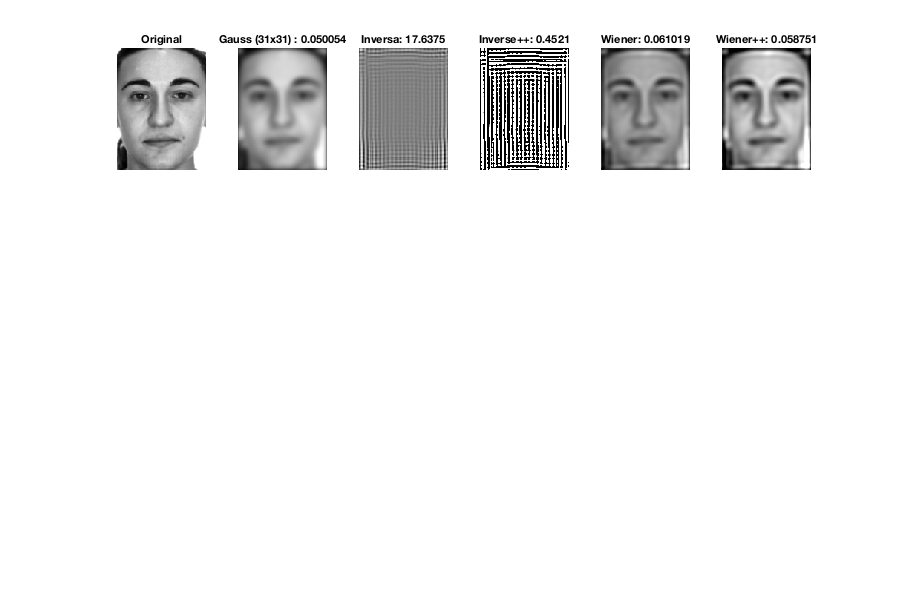 Original
Gauss (31x31) : 0.050054
Inversa: 17.6375
Inverse++: 0.4521
Wiener: 0.061019
Wiener++: 0.058751